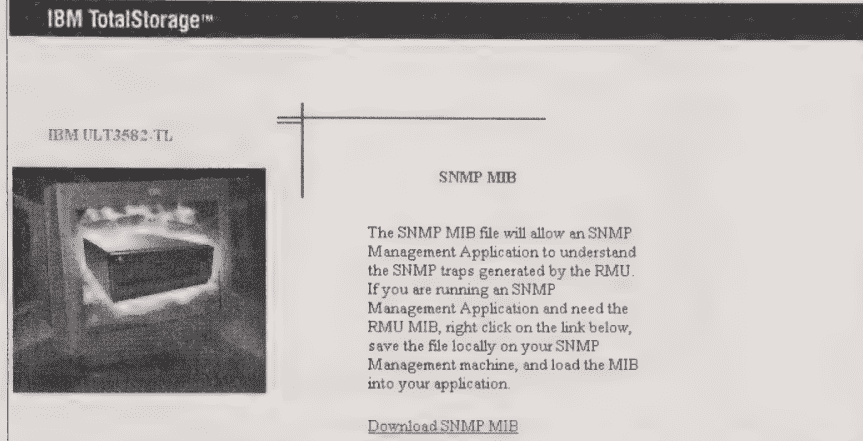 IBM TotalStorage™
IBM ULT3582-TL
SNMP MIB
The SNMP MIB file will allow an SNMP
Management Application to understand
the SNMP traps generated by the RMU.
If you are running an SNMP
Management Application and need the
RMU MIB, right click on the link below,
save the file locally on your SNMP
Management machine, and load the MIB
into your application.
Download SNMP MIB